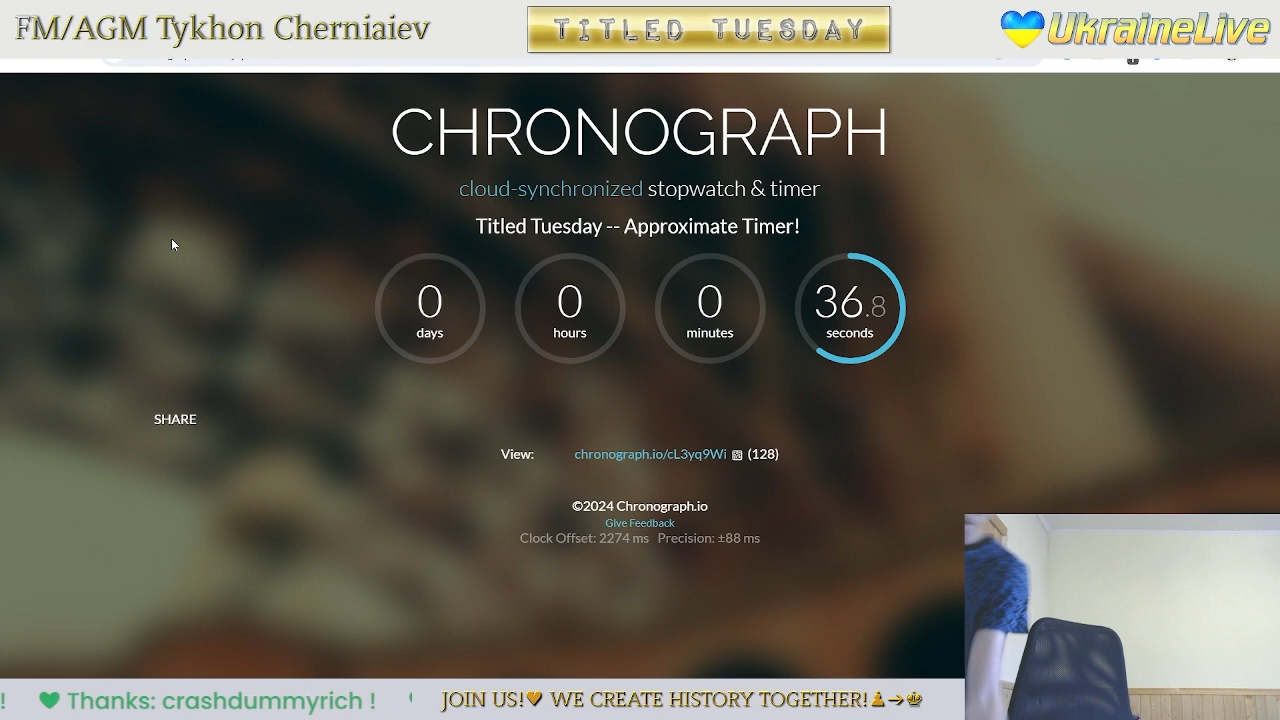 FM/AGM Tykhon Cherniaiev
TITLED TUESDAY
UkraineLive
CHRONOGRAPH
cloud-synchronized stopwatch & timer
Titled Tuesday -- Approximate Timer!
0 0 0 36.8
days hours minutes seconds
SHARE
View: chronograph.io/cL3yq9Wi (128)
©2024 Chronograph.io
Give Feedback
Clock Offset: 2274 ms Precision: ±88 ms
! Thanks: crashdummyrich !
JOIN US! WE CREATE HISTORY TOGETHER!